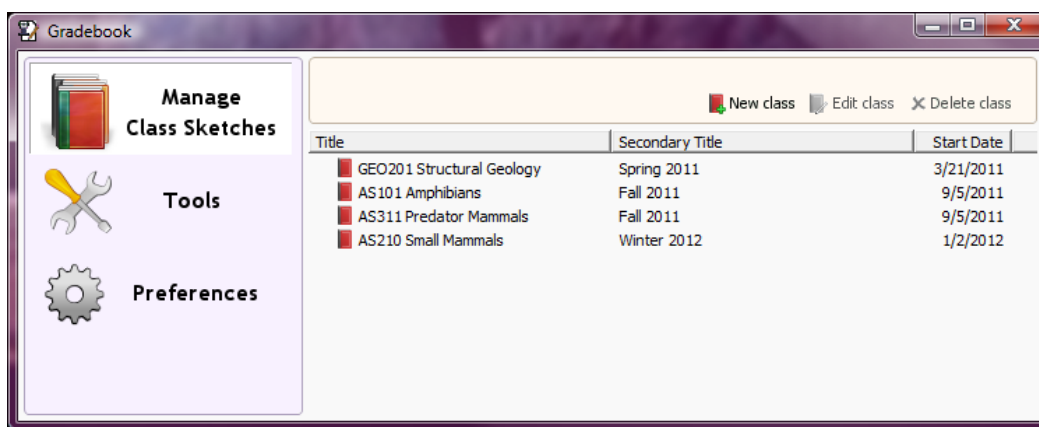 Gradebook
Manage
Class Sketches
Tools
Preferences
New class Edit class Delete class
Title Secondary Title Start Date
GEO201 Structural Geology Spring 2011 3/21/2011
AS101 Amphibians Fall 2011 9/5/2011
AS311 Predator Mammals Fall 2011 9/5/2011
AS210 Small Mammals Winter 2012 1/2/2012